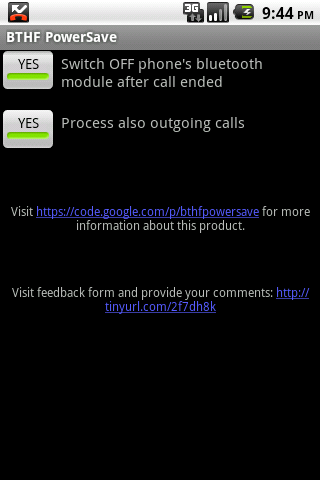 3G 9:44 PM
BTHF PowerSave
YES Switch OFF phone's bluetooth
module after call ended
YES Process also outgoing calls
Visit https://code.google.com/p/bthfpowersave for more
information about this product.
Visit feedback form and provide your comments: http://
tinyurl.com/2f7dh8k